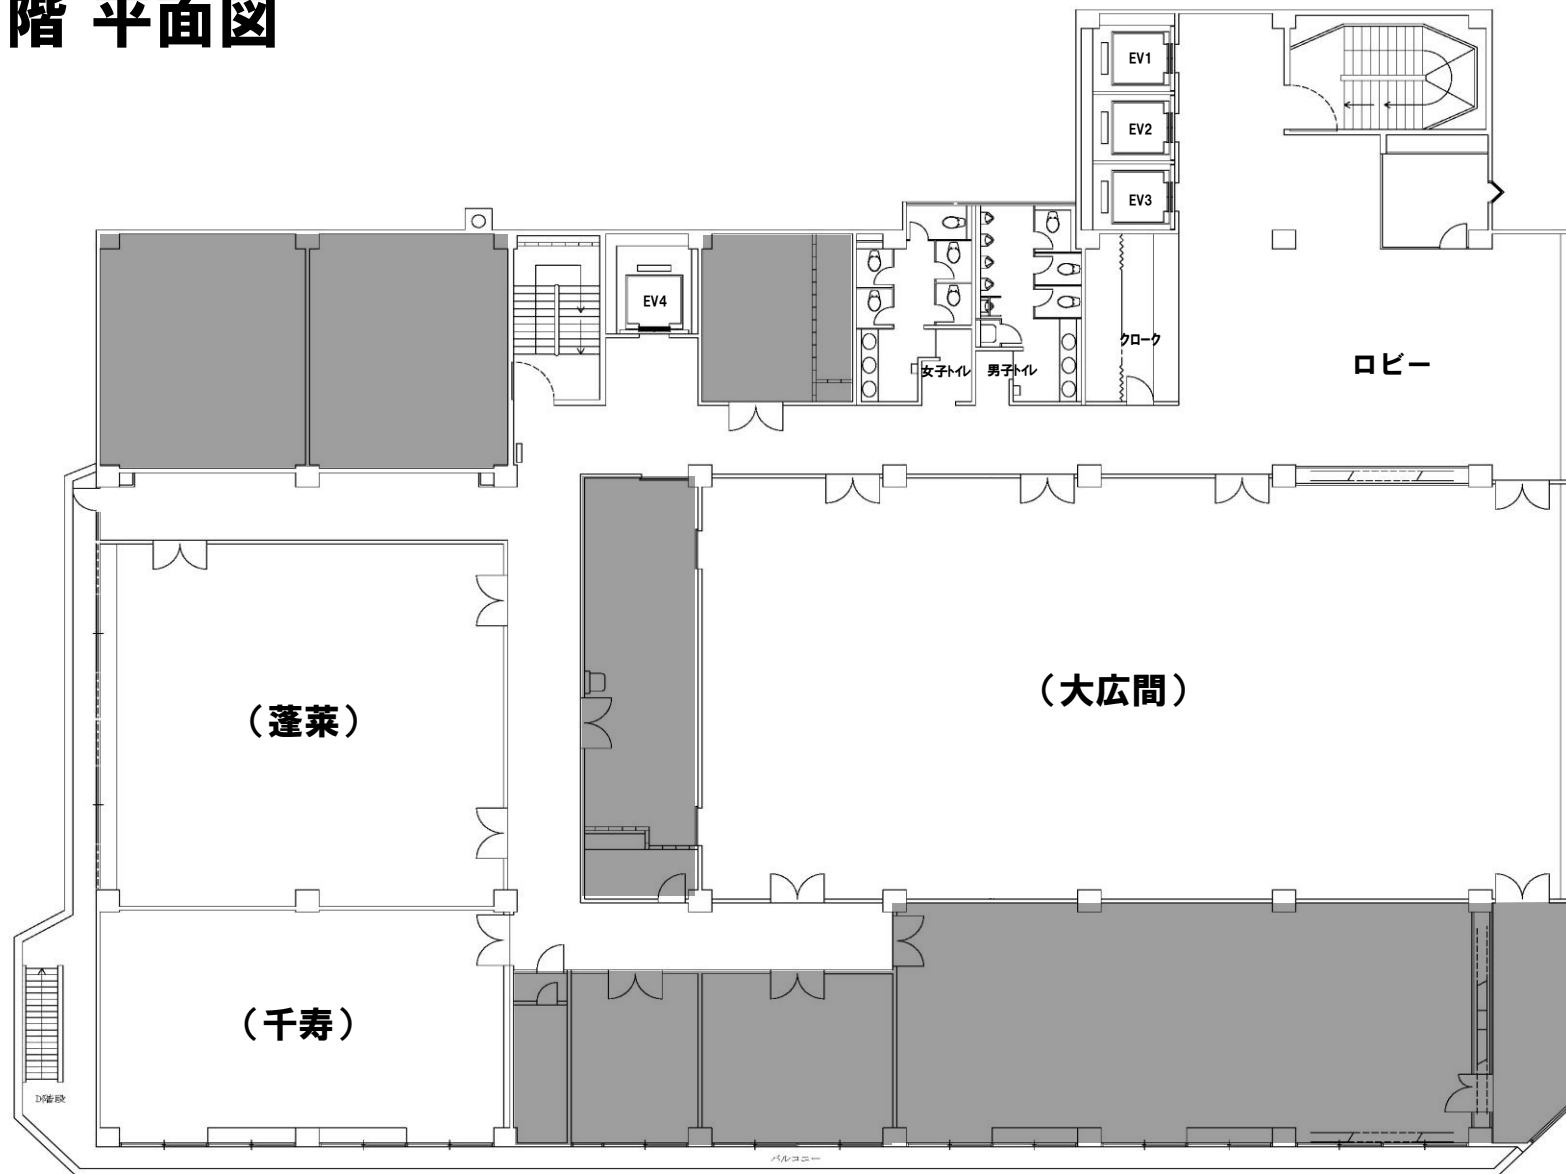 階 平面図
EV1
EV2
EV3
EV4
クローク
女子トイレ
男子トイレ
ロビー
（大広間）
（蓬莱）
（千寿）
D階段
バルコニー